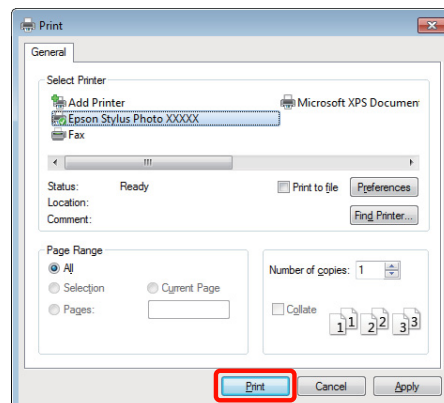 Print
General
Select Printer
Add Printer
Microsoft XPS Documen
Epson Stylus Photo XXXXX
Fax
Status: Ready
Print to file
Preferences
Location:
Comment:
Find Printer...
Page Range
All
Number of copies: 1
Selection
Current Page
Pages:
Collate
1 1 2 2 3 3
Print
Cancel
Apply